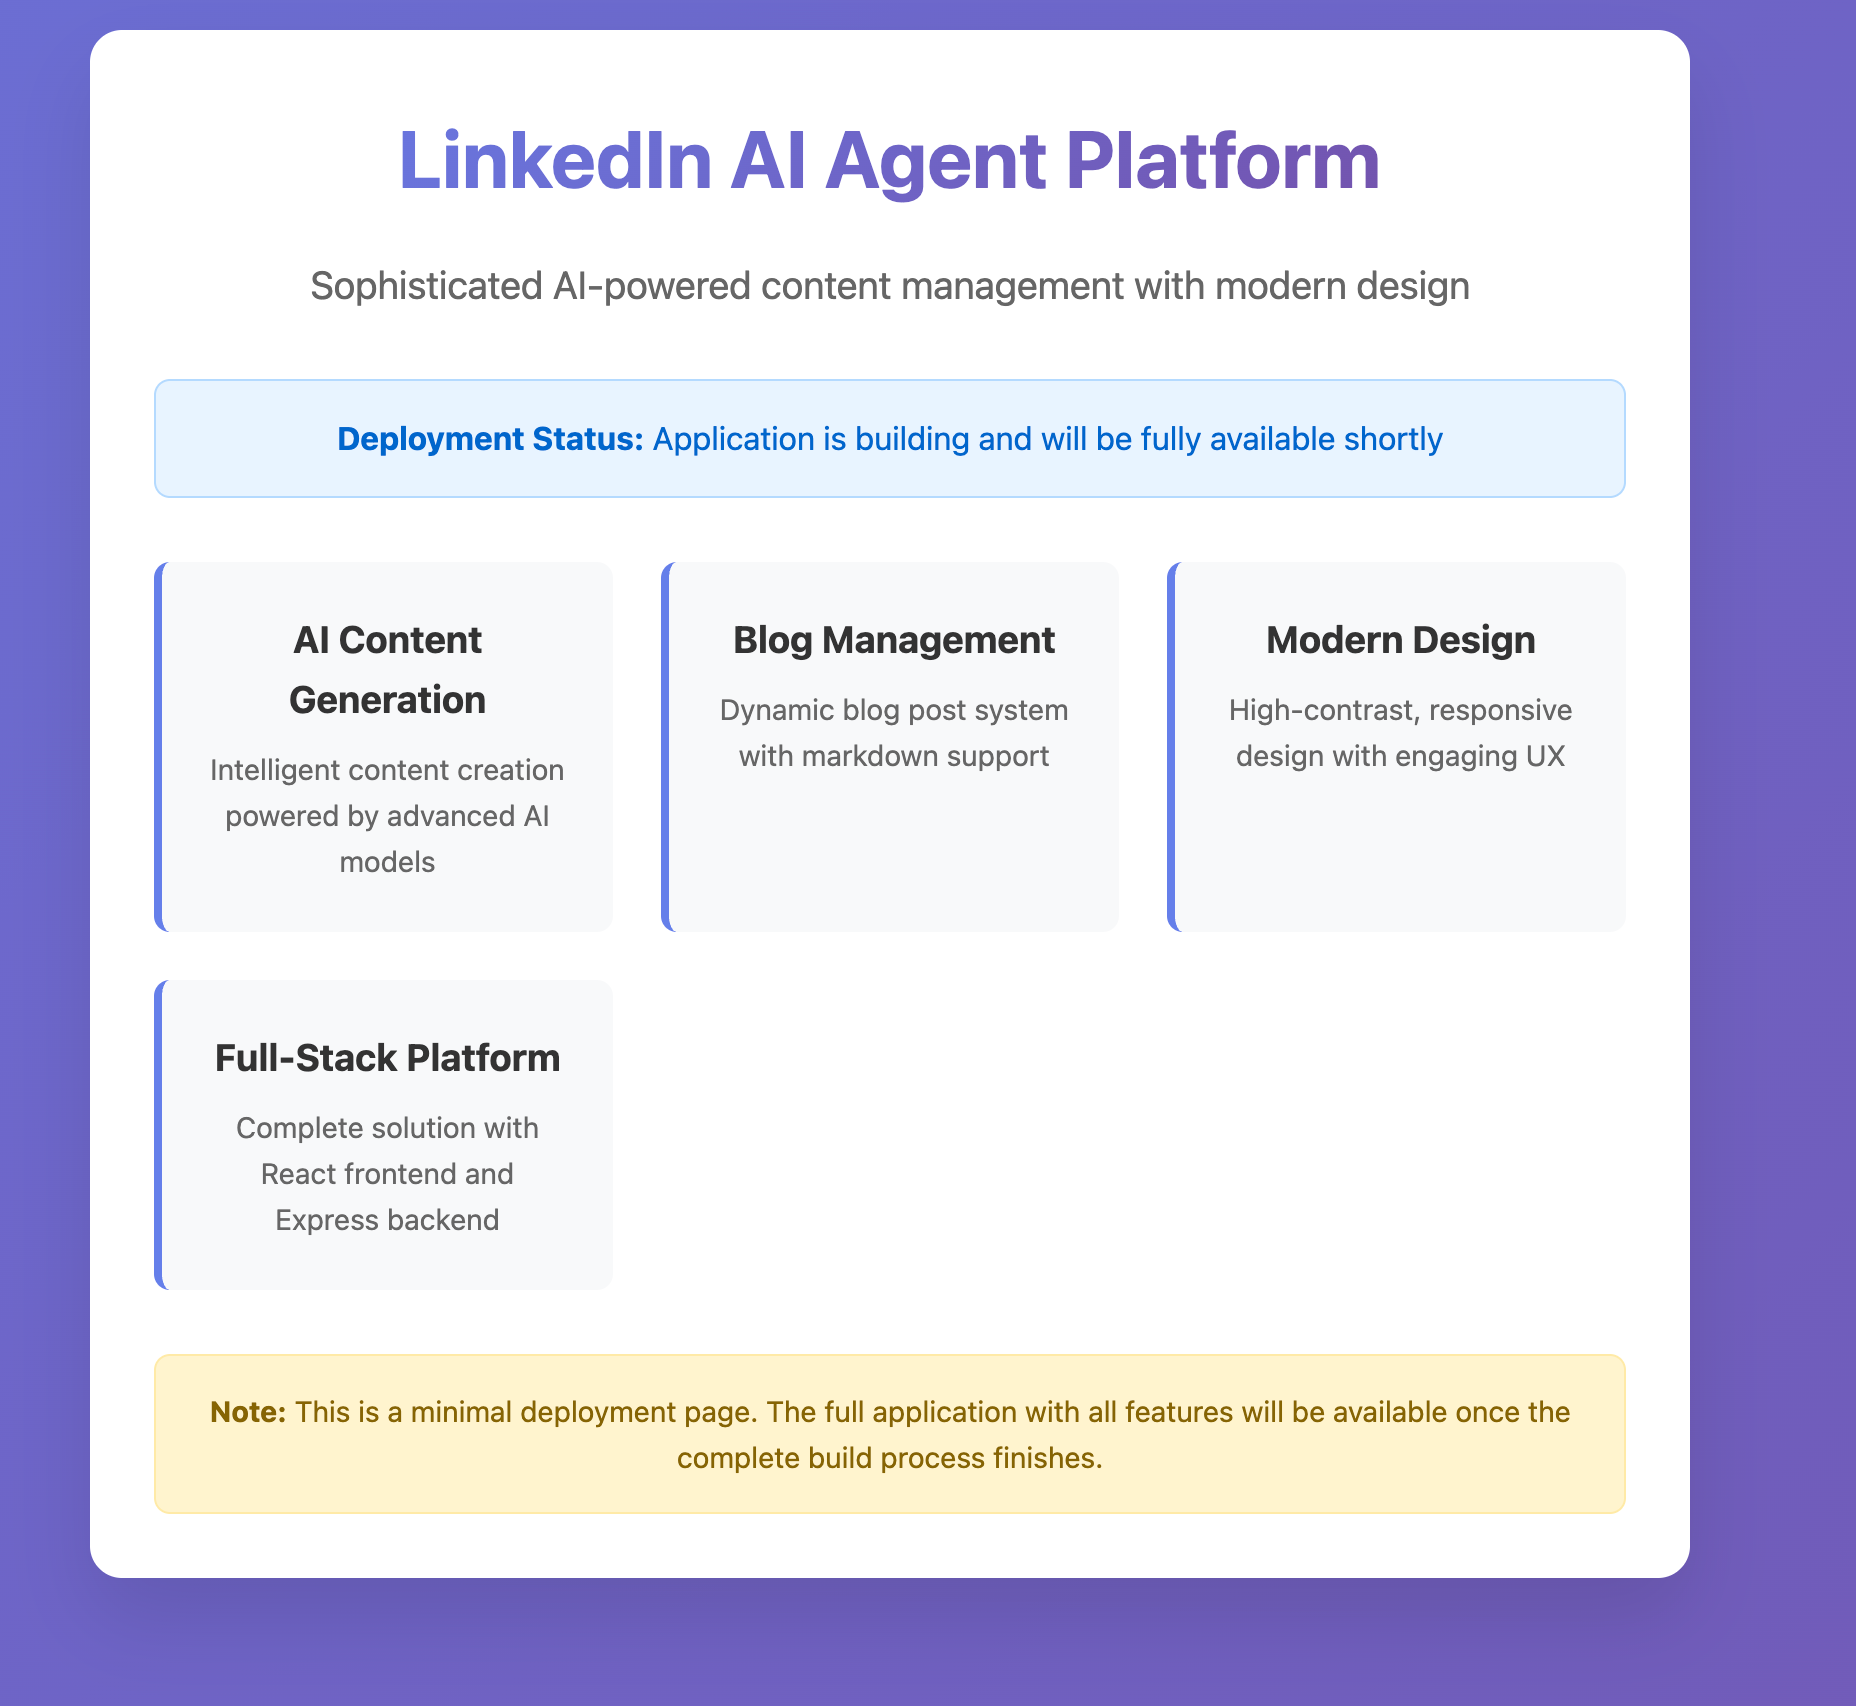 LinkedIn AI Agent Platform
Sophisticated AI-powered content management with modern design
Deployment Status: Application is building and will be fully available shortly
AI Content
Generation
Intelligent content creation
powered by advanced AI
models
Blog Management
Dynamic blog post system
with markdown support
Modern Design
High-contrast, responsive
design with engaging UX
Full-Stack Platform
Complete solution with
React frontend and
Express backend
Note: This is a minimal deployment page. The full application with all features will be available once the
complete build process finishes.